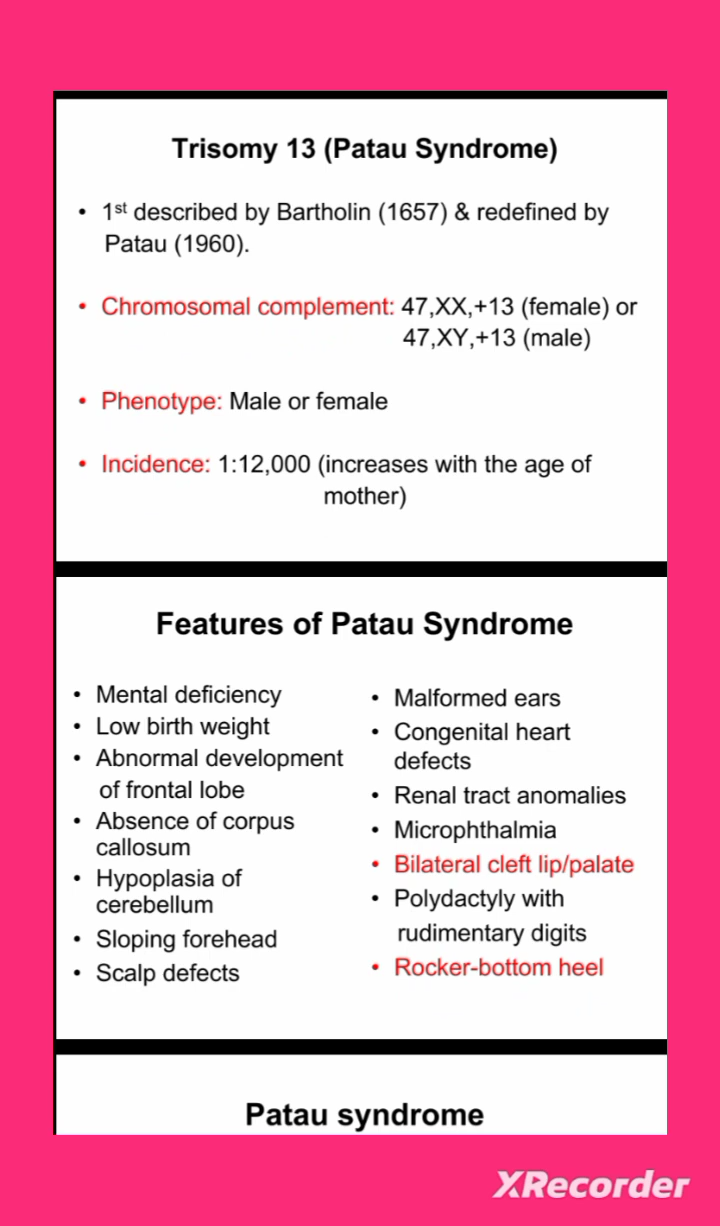 Trisomy 13 (Patau Syndrome)
• 1st described by Bartholin (1657) & redefined by
Patau (1960).
• Chromosomal complement: 47,XX,+13 (female) or
47,XY,+13 (male)
• Phenotype: Male or female
• Incidence: 1:12,000 (increases with the age of
mother)
Features of Patau Syndrome
• Mental deficiency
• Low birth weight
• Abnormal development
of frontal lobe
• Absence of corpus
callosum
• Hypoplasia of
cerebellum
• Sloping forehead
• Scalp defects
• Malformed ears
• Congenital heart
defects
• Renal tract anomalies
• Microphthalmia
• Bilateral cleft lip/palate
• Polydactyly with
rudimentary digits
• Rocker-bottom heel
Patau syndrome
XRecorder